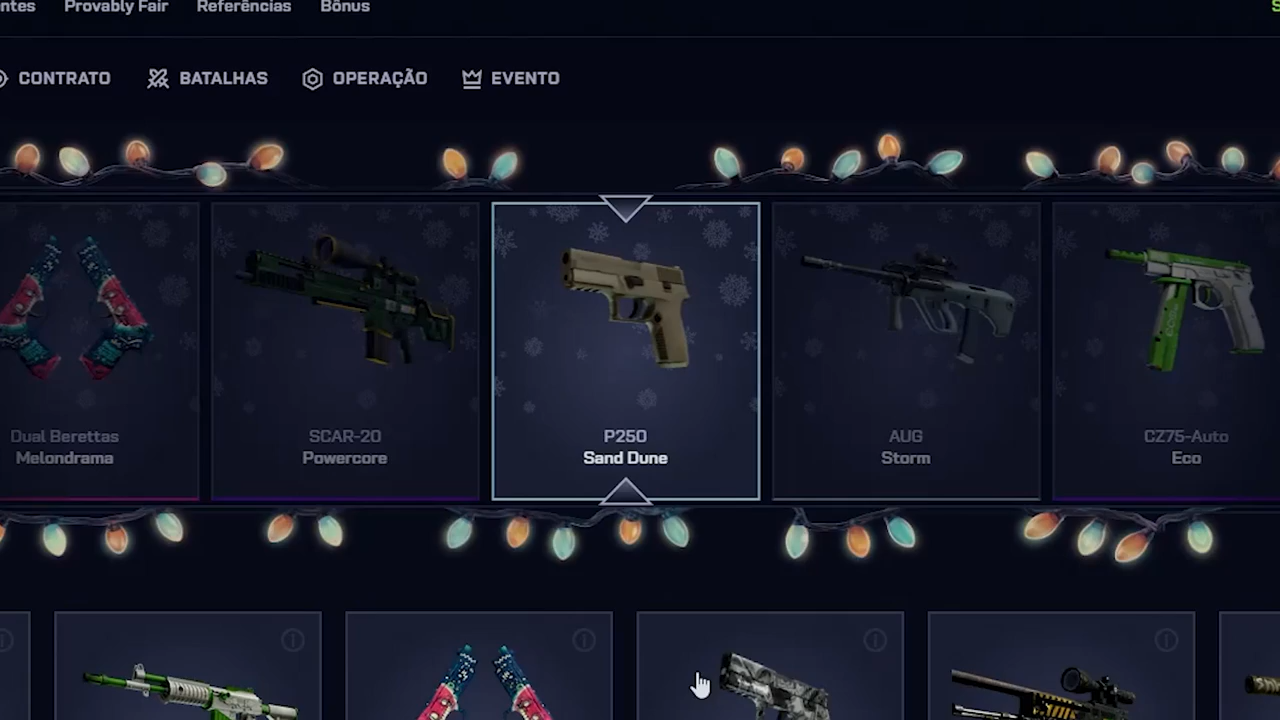 Provably Fair Referências Bônus
CONTRATO BATALHAS OPERAÇÃO EVENTO
Dual Berettas SCAR-20 P250 AUG CZ75-Auto
Melondrama Powercore Sand Dune Storm Eco